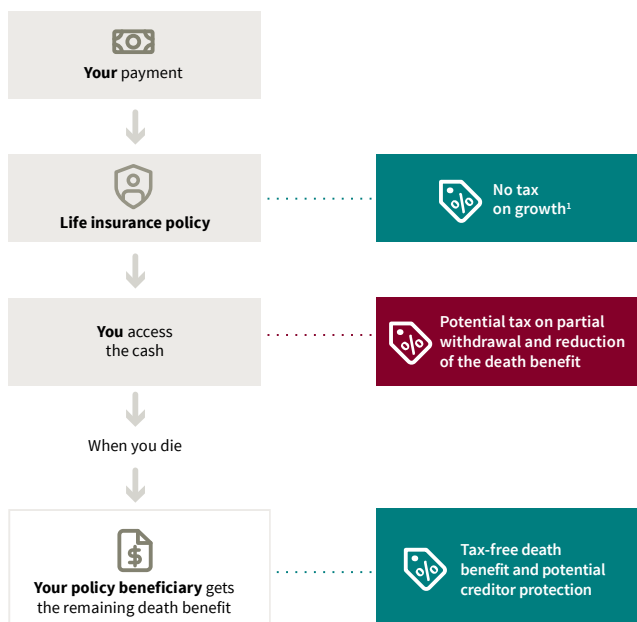 Your payment
Life insurance policy
No tax
on growth¹
You access
the cash
Potential tax on partial
withdrawal and reduction
of the death benefit
When you die
Your policy beneficiary gets
the remaining death benefit
Tax-free death
benefit and potential
creditor protection